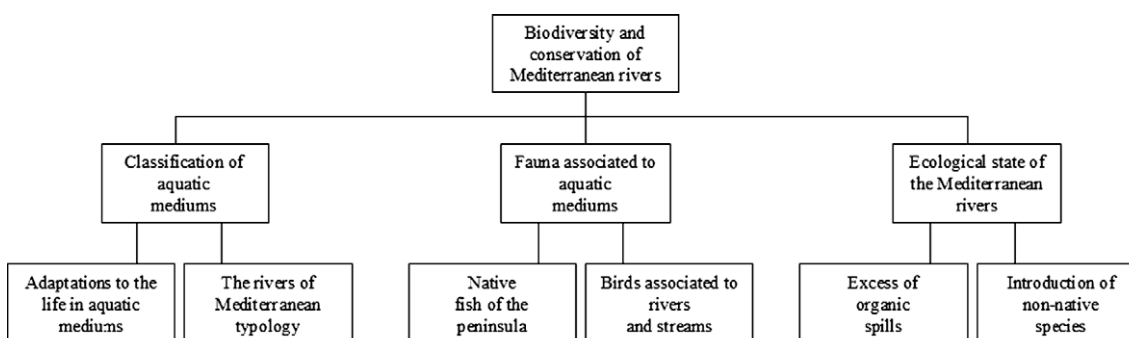 Biodiversity and
conservation of
Mediterranean rivers
Classification of
aquatic
mediums
Fauna associated to
aquatic
mediums
Ecological state of
the Mediterranean
rivers
Adaptations to the
life in aquatic
mediums
The rivers of
Mediterranean
typology
Native
fish of the
peninsula
Birds associated to
rivers
and streams
Excess of
organic
spills
Introduction of
non-native
species